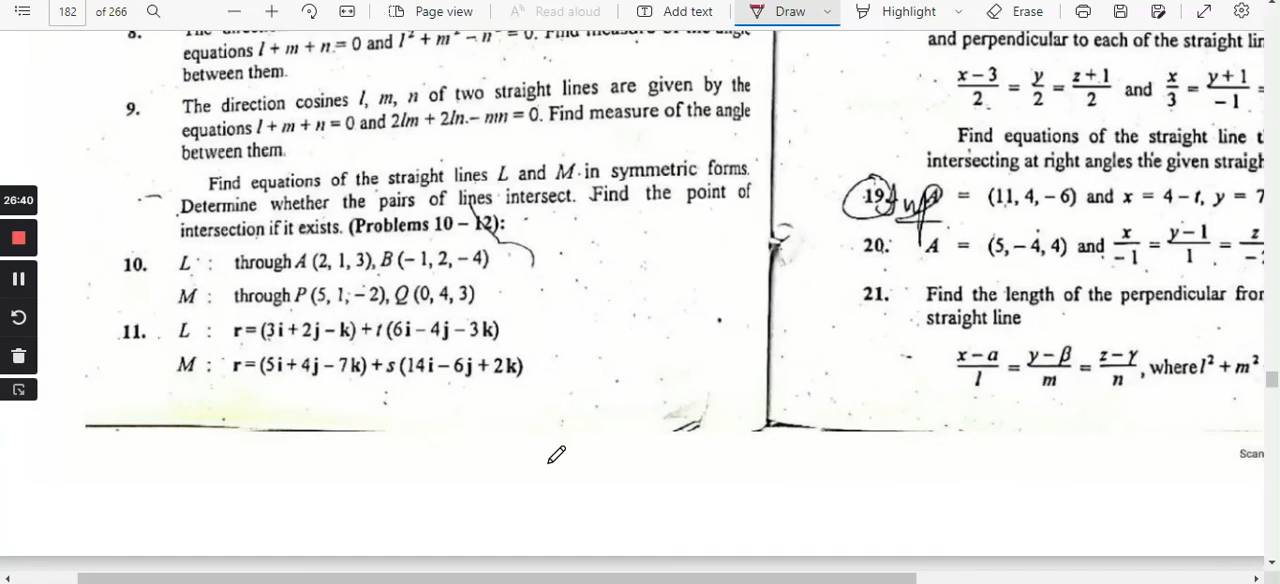 182 of 266 Page view Read aloud Add text Draw Highlight Erase
8.
equations l + m + n = 0 and l² + m² − n² = 0. Find measure of the angle
between them.
9. The direction cosines l, m, n of two straight lines are given by the
equations l + m + n = 0 and 2lm + 2ln − mn = 0. Find measure of the angle
between them.
Find equations of the straight lines L and M in symmetric forms.
Determine whether the pairs of lines intersect. Find the point of
intersection if it exists. (Problems 10 – 12):
10. L : through A (2, 1, 3), B (− 1, 2, − 4)
M : through P (5, 1, − 2), Q (0, 4, 3)
11. L : r = (3i + 2j − k) + t (6i − 4j − 3k)
M : r = (5i + 4j − 7k) + s (14i − 6j + 2k)
and perpendicular to each of the straight lin
x − 3 / 2 = y / 2 = z + 1 / 2 and x / 3 = y + 1 / − 1 =
Find equations of the straight line t
intersecting at right angles the given straigh
19. A = (11, 4, − 6) and x = 4 − t, y = 7
20. A = (5, − 4, 4) and x / −1 = y − 1 / 1 = z / −
21. Find the length of the perpendicular from
straight line
x − α / l = y − β / m = z − γ / n , where l² + m²
Scan
26:40